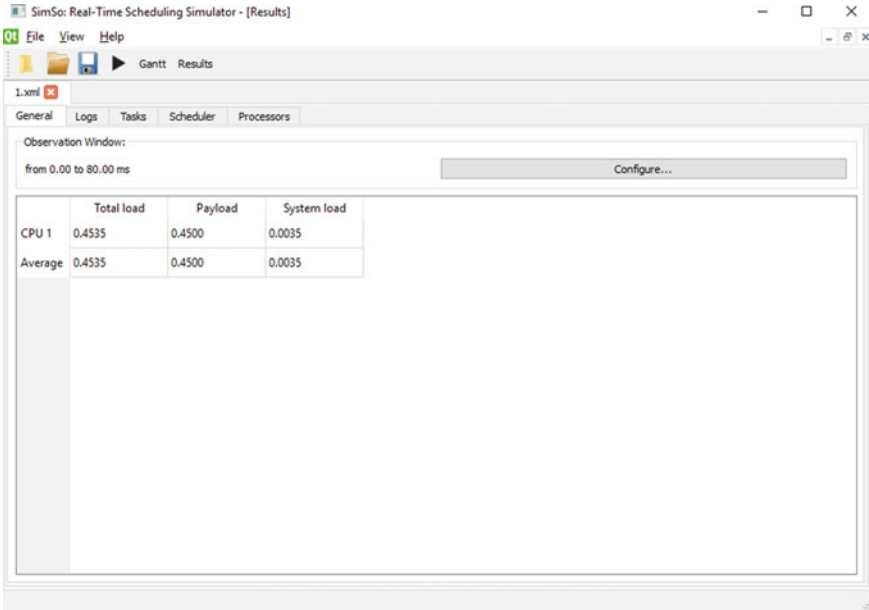 SimSo: Real-Time Scheduling Simulator - [Results]
Qt File View Help
Gantt Results
1.xml
General Logs Tasks Scheduler Processors
Observation Window:
from 0.00 to 80.00 ms Configure...
Total load Payload System load
CPU 1 0.4535 0.4500 0.0035
Average 0.4535 0.4500 0.0035